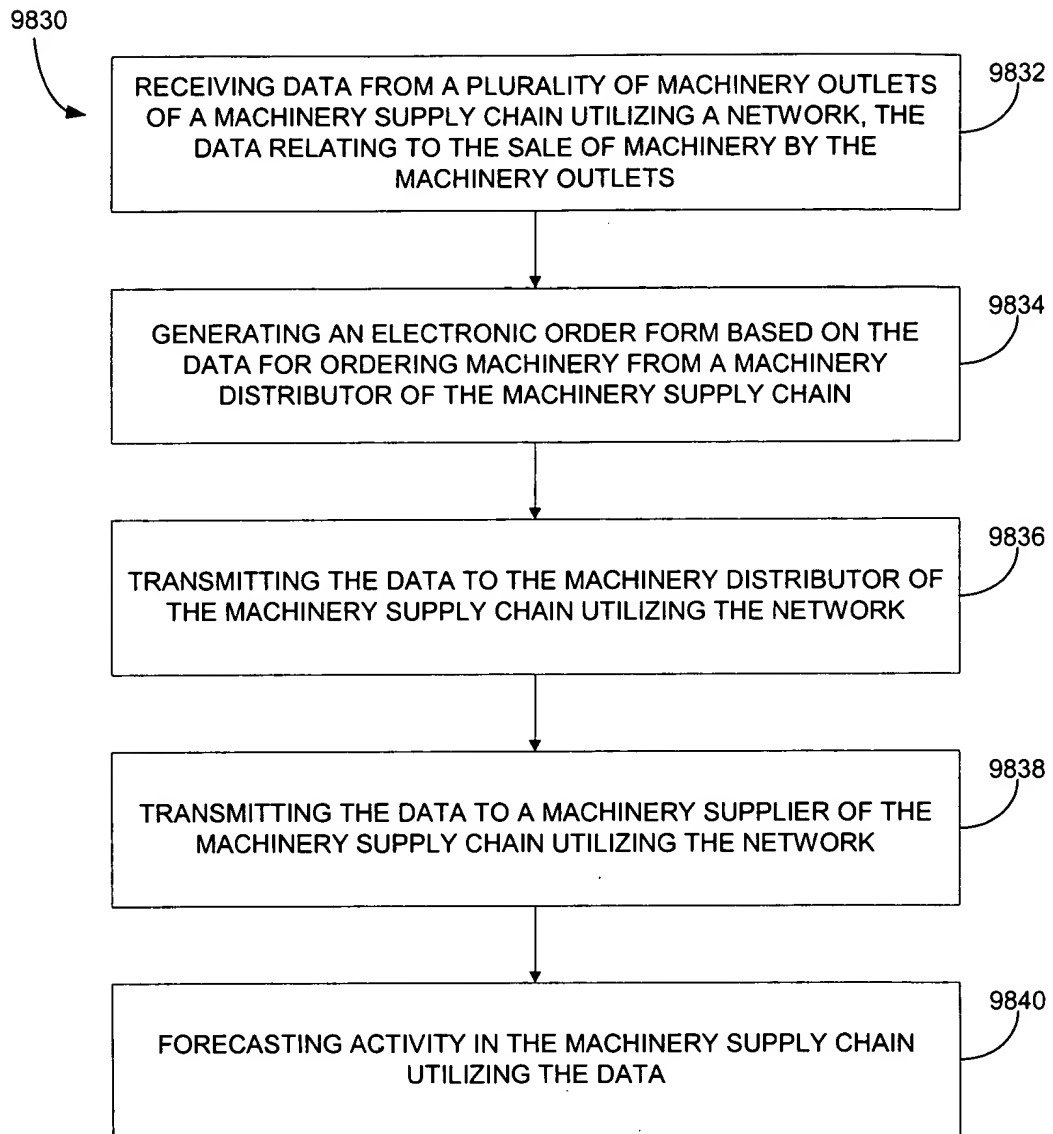 9830
RECEIVING DATA FROM A PLURALITY OF MACHINERY OUTLETS
OF A MACHINERY SUPPLY CHAIN UTILIZING A NETWORK, THE
DATA RELATING TO THE SALE OF MACHINERY BY THE
MACHINERY OUTLETS
9832
GENERATING AN ELECTRONIC ORDER FORM BASED ON THE
DATA FOR ORDERING MACHINERY FROM A MACHINERY
DISTRIBUTOR OF THE MACHINERY SUPPLY CHAIN
9834
TRANSMITTING THE DATA TO THE MACHINERY DISTRIBUTOR OF
THE MACHINERY SUPPLY CHAIN UTILIZING THE NETWORK
9836
TRANSMITTING THE DATA TO A MACHINERY SUPPLIER OF THE
MACHINERY SUPPLY CHAIN UTILIZING THE NETWORK
9838
FORECASTING ACTIVITY IN THE MACHINERY SUPPLY CHAIN
UTILIZING THE DATA
9840